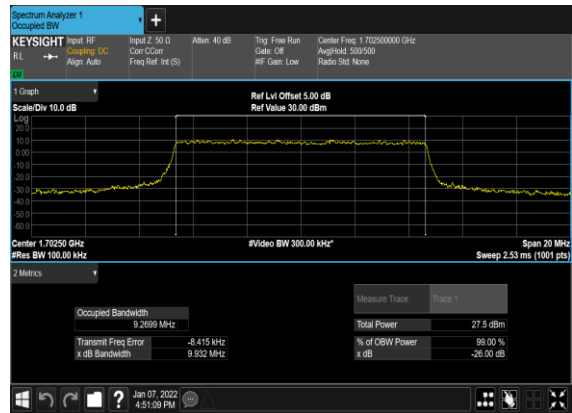 Spectrum Analyzer 1
Occupied BW
KEYSIGHT Input: RF Input Z: 50 Ω Atten: 40 dB Trig: Free Run Center Freq: 1.702500000 GHz
R L Coupling: DC Corr CCorr Gate: Off Avg|Hold: 500/500
Align: Auto Freq Ref: Int (S) #IF Gain: Low Radio Std: None
LW
1 Graph
Ref Lvl Offset 5.00 dB
Scale/Div 10.0 dB Ref Value 30.00 dBm
Log
20.0
10.0
0.00
-10.0
-20.0
-30.0
-40.0
-50.0
-60.0
Center 1.70250 GHz #Video BW 300.00 kHz* Span 20 MHz
#Res BW 100.00 kHz Sweep 2.53 ms (1001 pts)
2 Metrics
Measure Trace Trace 1
Occupied Bandwidth
9.2699 MHz Total Power 27.5 dBm
Transmit Freq Error -8.415 kHz % of OBW Power 99.00 %
x dB Bandwidth 9.932 MHz x dB -26.00 dB
? Jan 07, 2022
4:51:09 PM